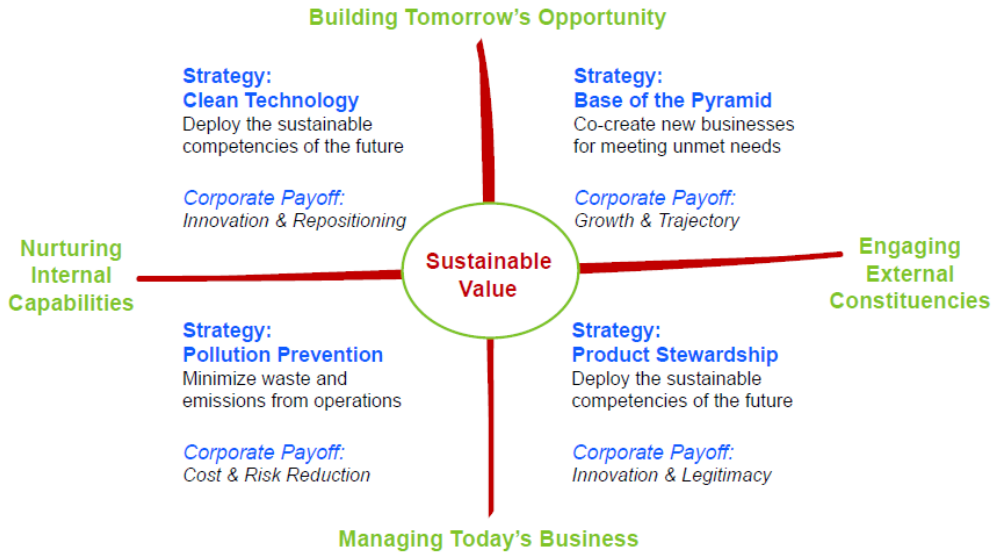 Building Tomorrow's Opportunity
Strategy:
Clean Technology
Deploy the sustainable
competencies of the future
Corporate Payoff:
Innovation & Repositioning
Strategy:
Base of the Pyramid
Co-create new businesses
for meeting unmet needs
Corporate Payoff:
Growth & Trajectory
Nurturing
Internal
Capabilities
Sustainable
Value
Engaging
External
Constituencies
Strategy:
Pollution Prevention
Minimize waste and
emissions from operations
Corporate Payoff:
Cost & Risk Reduction
Strategy:
Product Stewardship
Deploy the sustainable
competencies of the future
Corporate Payoff:
Innovation & Legitimacy
Managing Today's Business